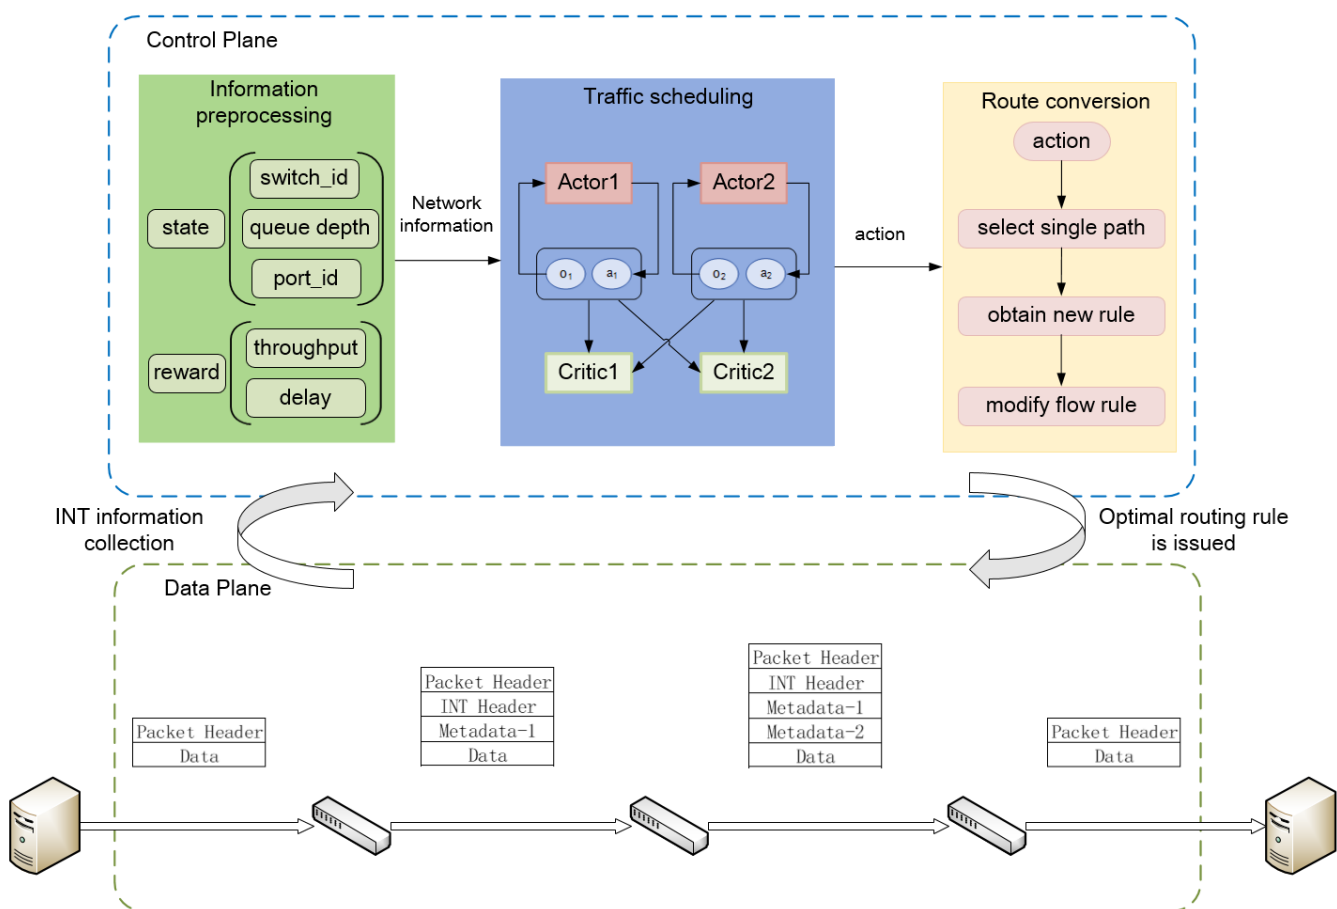 Control Plane
Information
preprocessing
state
switch_id
queue depth
port_id
reward
throughput
delay
Network
information
Traffic scheduling
Actor1
Actor2
o1
a1
o2
a2
Critic1
Critic2
action
Route conversion
action
select single path
obtain new rule
modify flow rule
INT information
collection
Optimal routing rule
is issued
Data Plane
Packet Header
Data
Packet Header
INT Header
Metadata-1
Data
Packet Header
INT Header
Metadata-1
Metadata-2
Data
Packet Header
Data